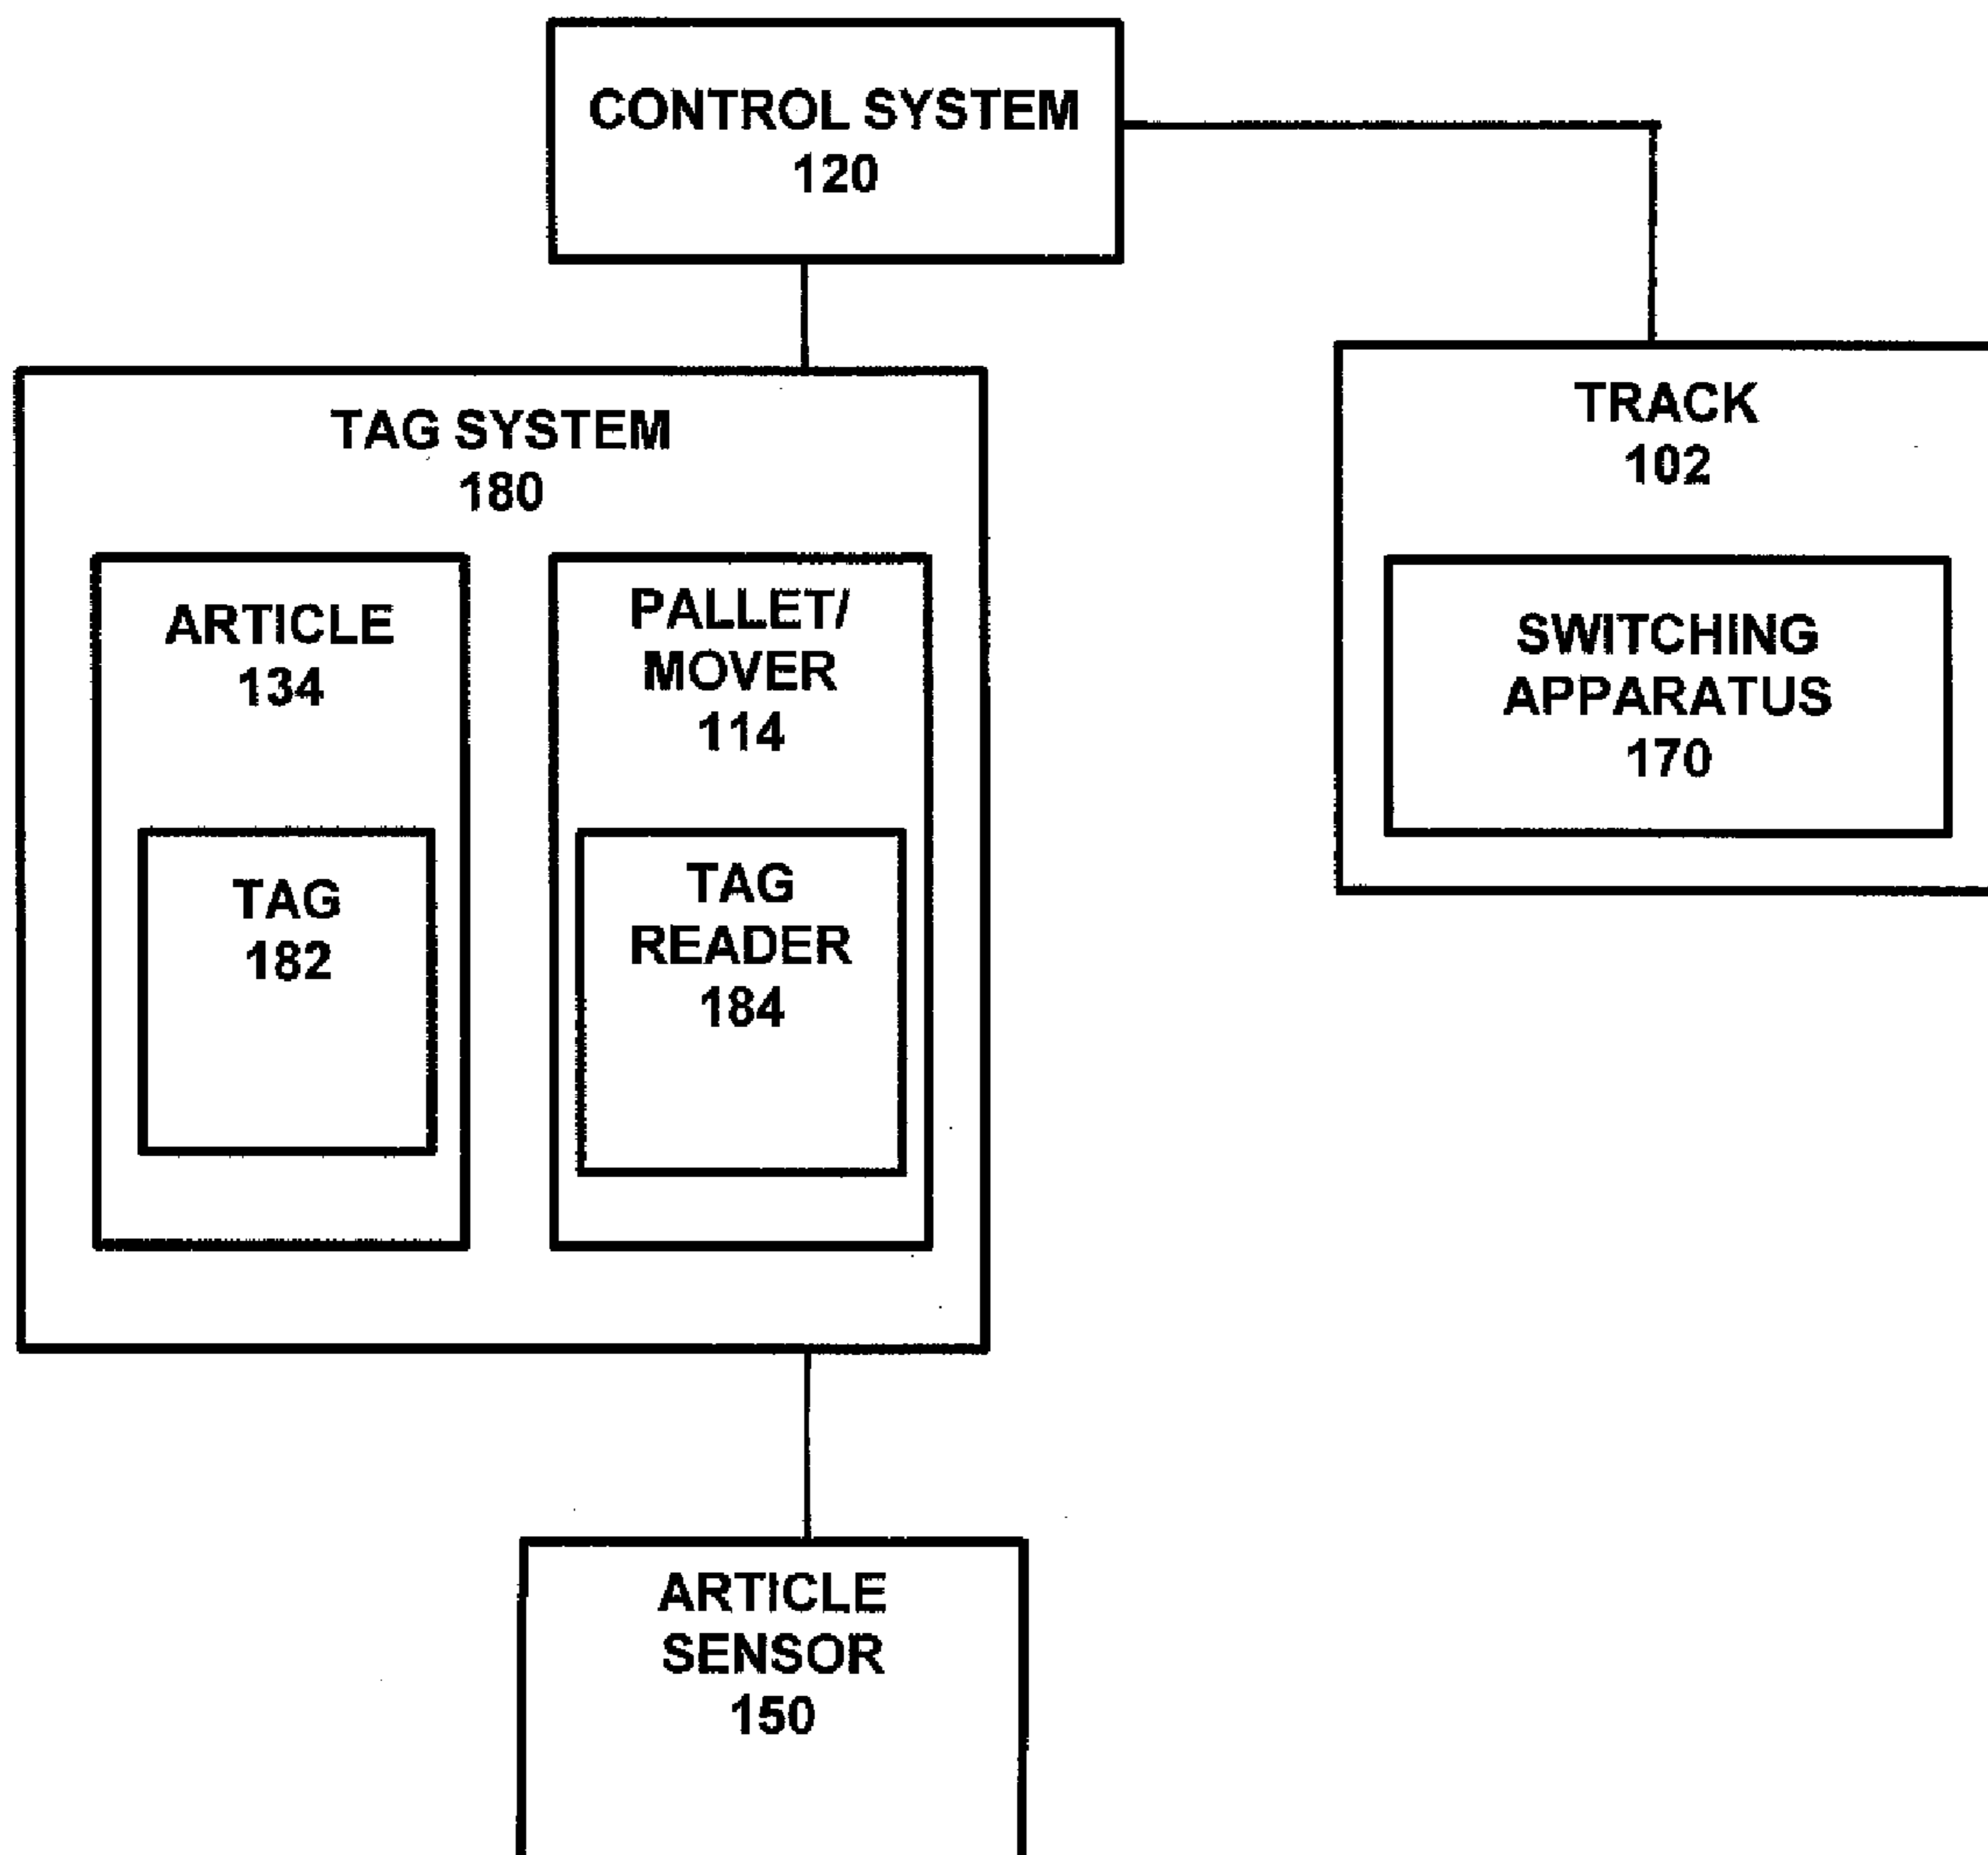 CONTROL SYSTEM
120
TAG SYSTEM
180
ARTICLE
134
TAG
182
PALLET/
MOVER
114
TAG
READER
184
TRACK
102
SWITCHING
APPARATUS
170
ARTICLE
SENSOR
150